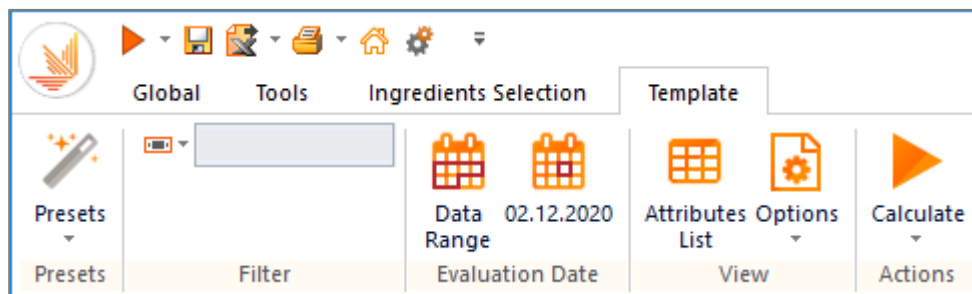 Global Tools Ingredients Selection Template
Presets Data Range 02.12.2020 Attributes List Options Calculate
Presets Filter Evaluation Date View Actions